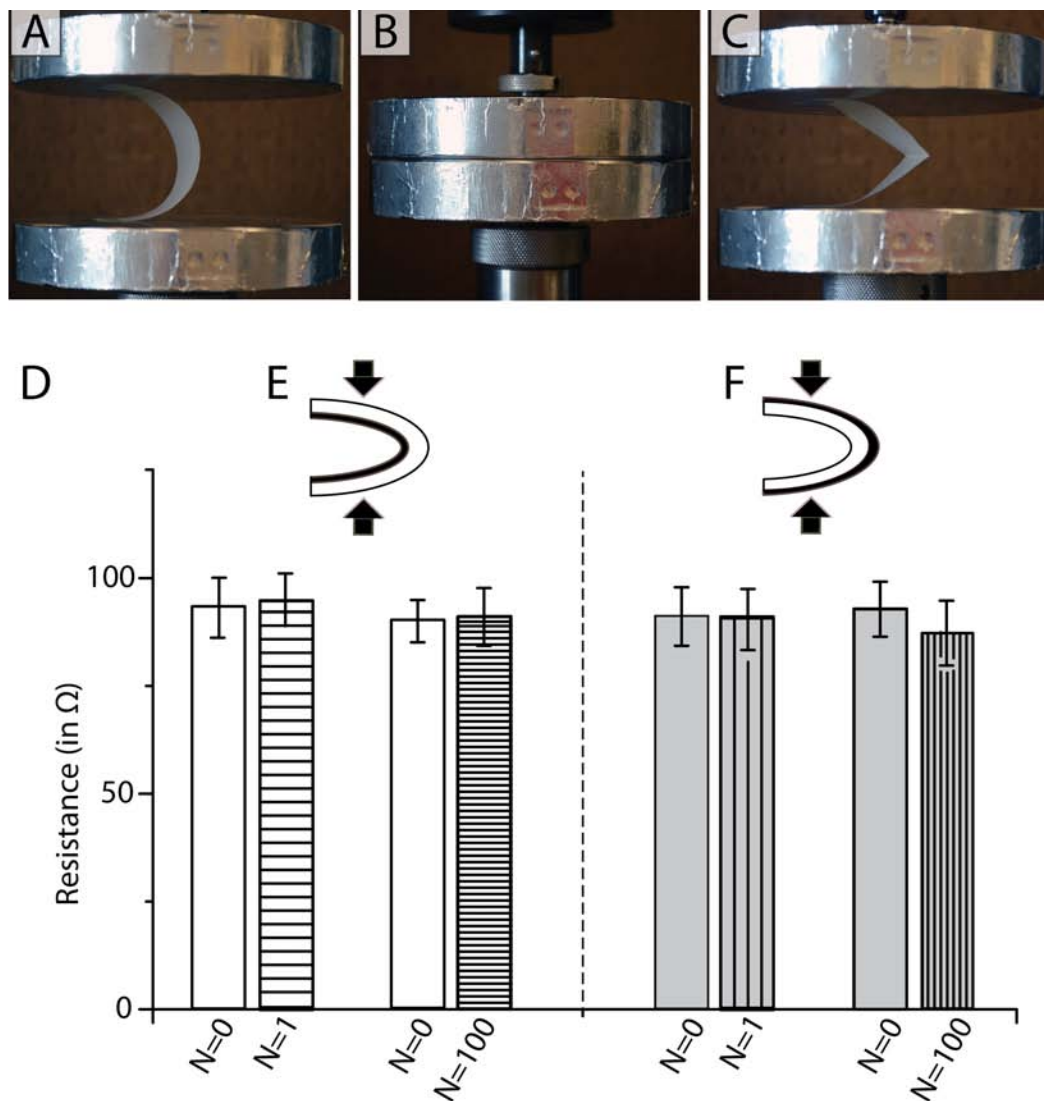 A
B
C
D
E
F
100
50
0
Resistance (in Ω)
N=0
N=1
N=0
N=100
N=0
N=1
N=0
N=100